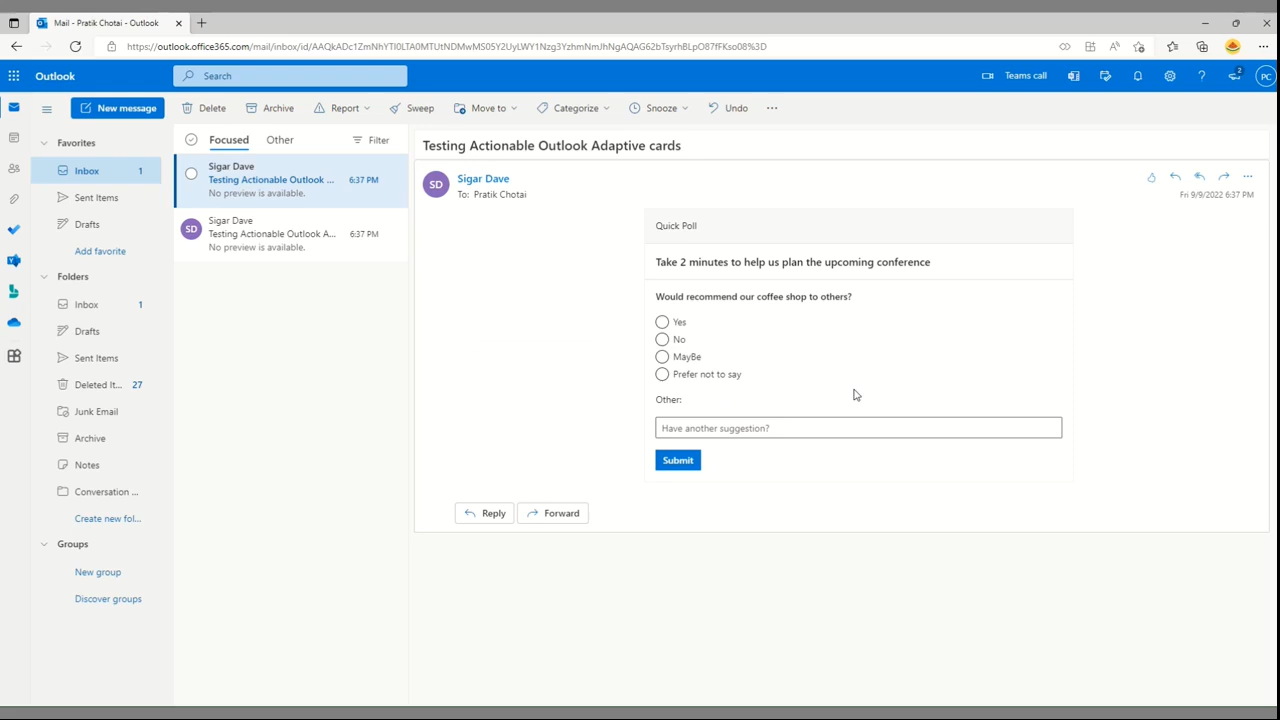 Mail - Pratik Chotai - Outlook
https://outlook.office365.com/mail/inbox/id/AAQkADc1ZmNhYTI0LTA0MTUtNDMwMS05Y2UyLWY1Nzg3YzhmNmJhNgAQAG62bTsyrhBLpO87fFKso08%3D
Outlook
Search
Teams call
2
PC
New message
Delete
Archive
Report
Sweep
Move to
Categorize
Snooze
Undo
Favorites
Inbox 1
Sent Items
Drafts
Add favorite
Folders
Inbox 1
Drafts
Sent Items
Deleted It... 27
Junk Email
Archive
Notes
Conversation ...
Create new fol...
Groups
New group
Discover groups
Focused Other Filter
Sigar Dave
Testing Actionable Outlook ... 6:37 PM
No preview is available.
SD
Sigar Dave
Testing Actionable Outlook A... 6:37 PM
No preview is available.
Testing Actionable Outlook Adaptive cards
SD
Sigar Dave
To: Pratik Chotai
Fri 9/9/2022 6:37 PM
Quick Poll
Take 2 minutes to help us plan the upcoming conference
Would recommend our coffee shop to others?
Yes
No
MayBe
Prefer not to say
Other:
Have another suggestion?
Submit
Reply
Forward